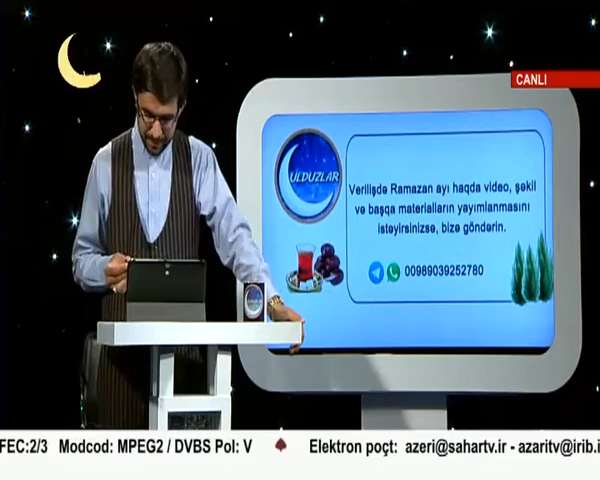 CANLI
ULDUZLAR
Verilişdə Ramazan ayı haqda video, şəkil
və başqa materialların yayımlanmasını
istəyirsinizsə, bizə göndərin.
00989039252780
FEC:2/3 Modcod: MPEG2 / DVBS Pol: V Elektron poçt: azeri@sahartv.ir - azaritv@irib.i